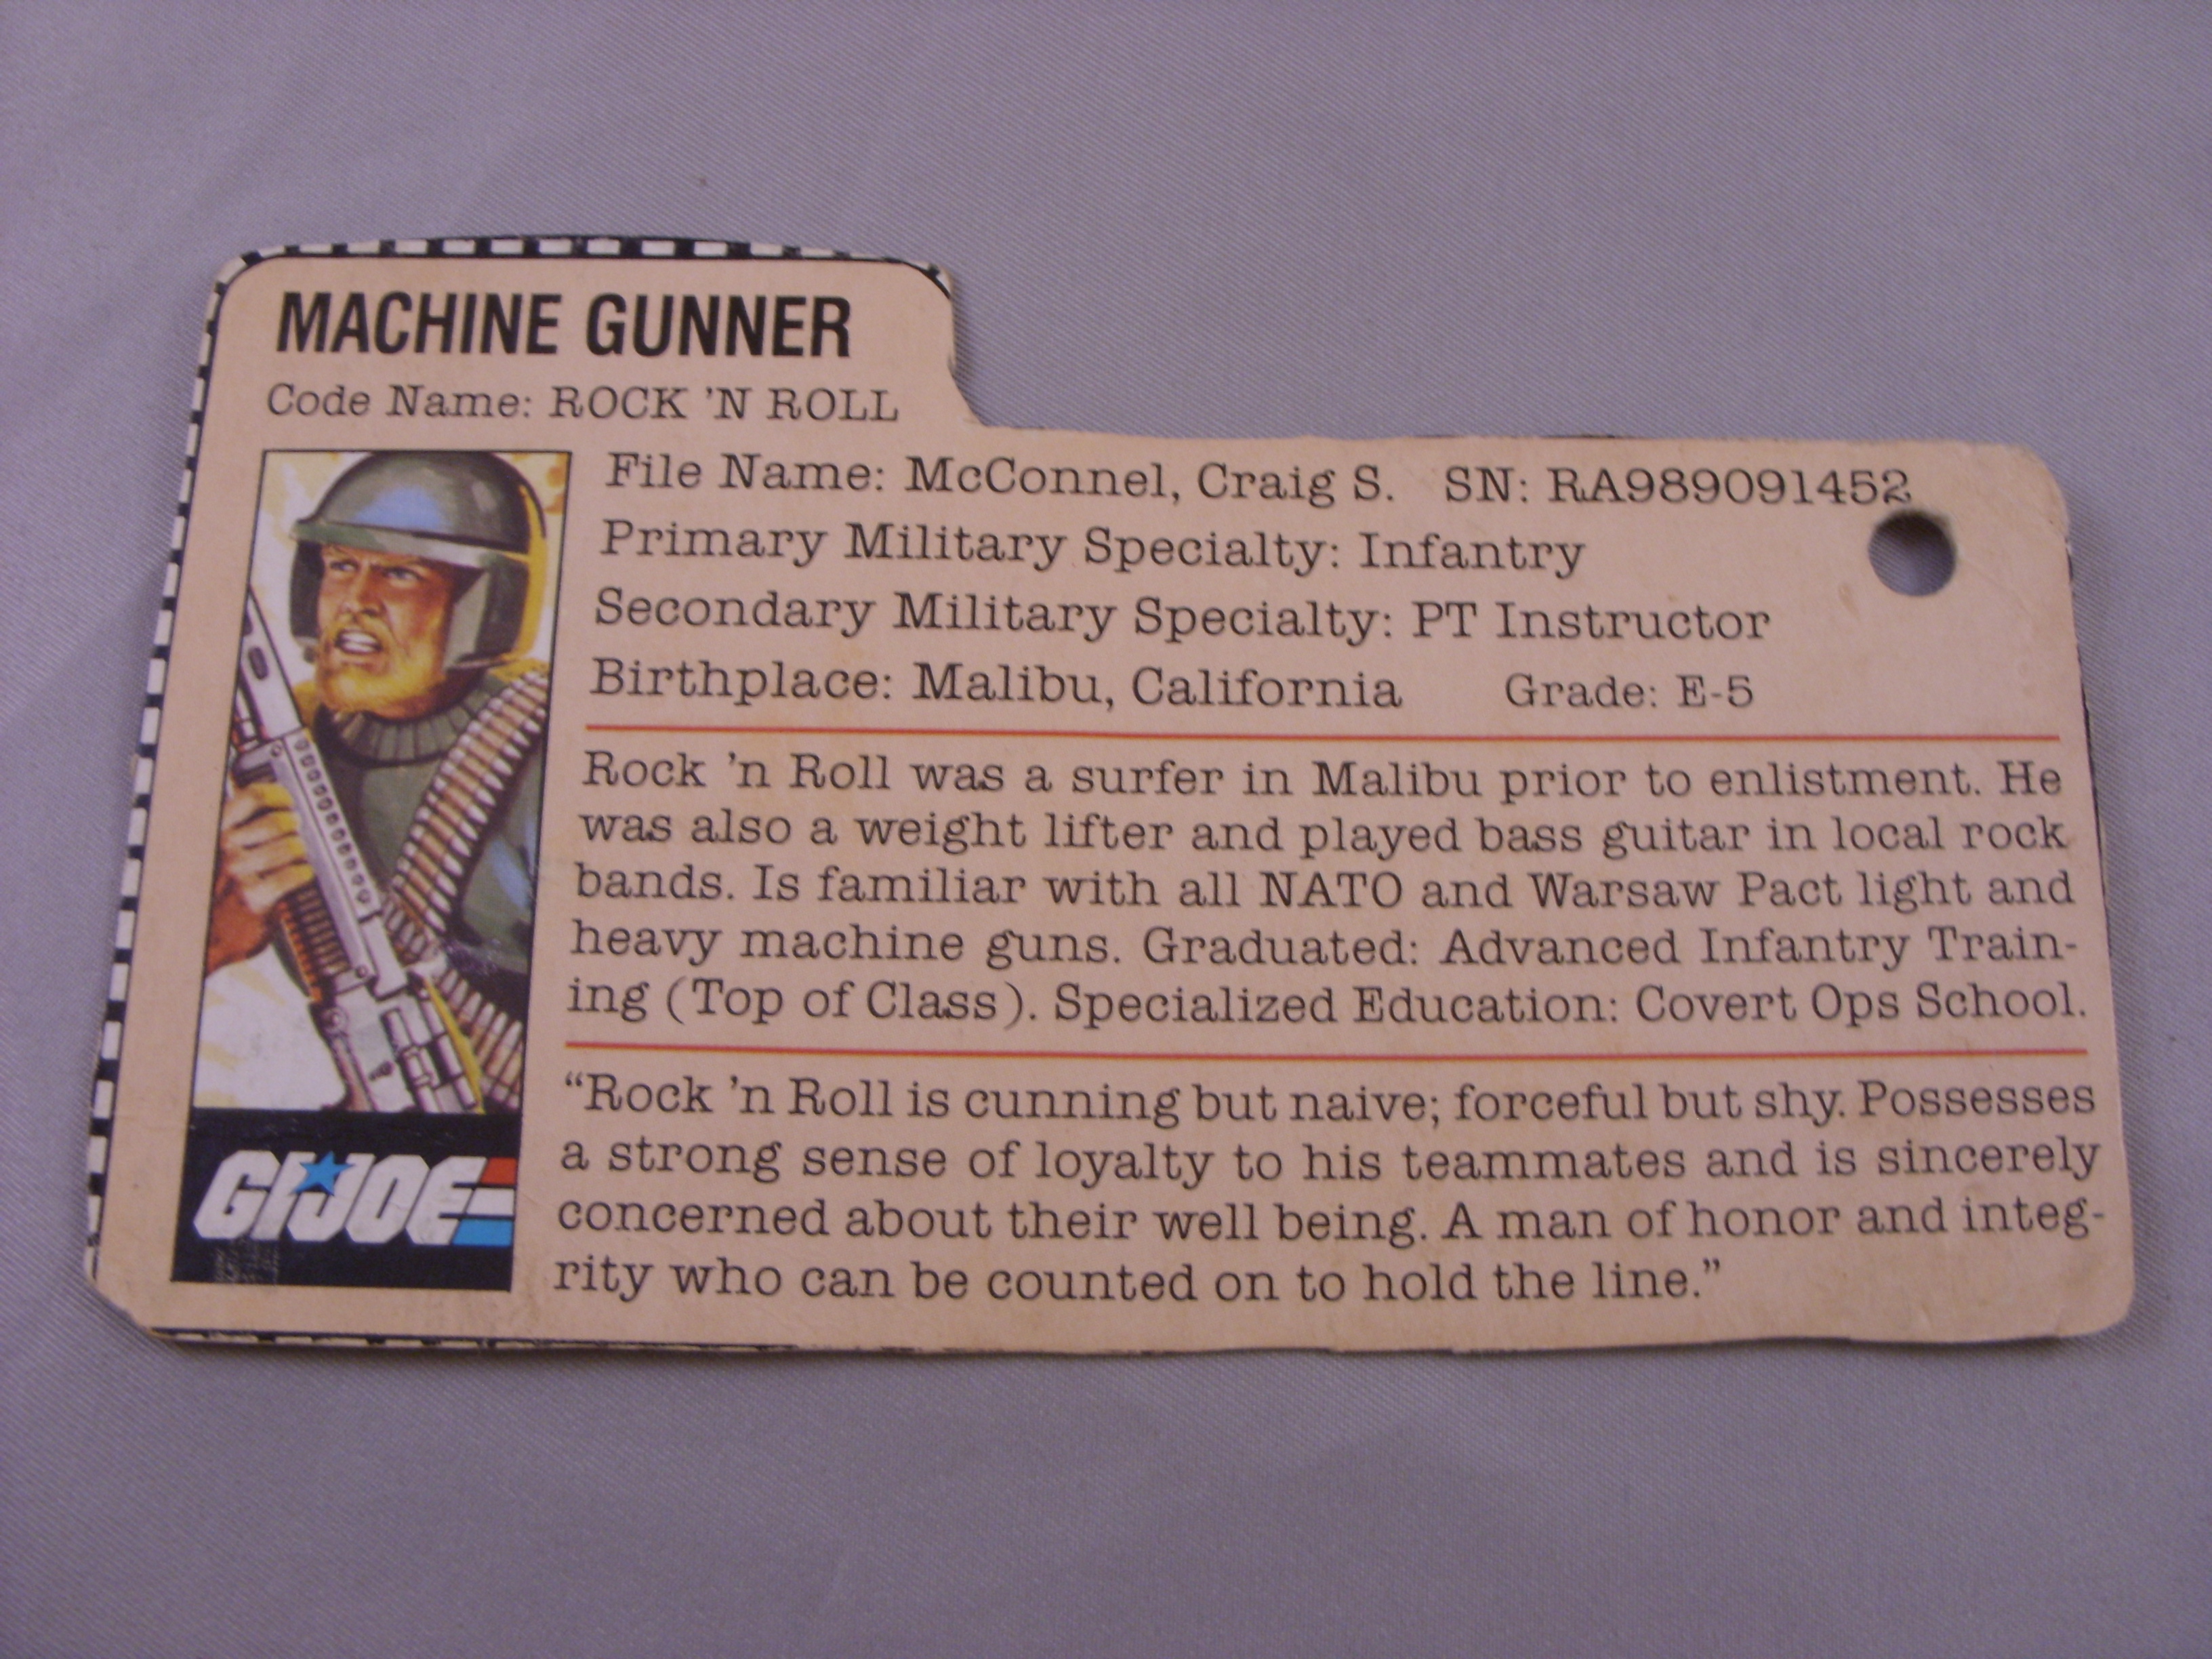 MACHINE GUNNER
Code Name: ROCK 'N ROLL
File Name: McConnel, Craig S. SN: RA989091452
Primary Military Specialty: Infantry
Secondary Military Specialty: PT Instructor
Birthplace: Malibu, California Grade: E-5
Rock 'n Roll was a surfer in Malibu prior to enlistment. He
was also a weight lifter and played bass guitar in local rock
bands. Is familiar with all NATO and Warsaw Pact light and
heavy machine guns. Graduated: Advanced Infantry Train-
ing (Top of Class). Specialized Education: Covert Ops School.
“Rock 'n Roll is cunning but naive; forceful but shy. Possesses
a strong sense of loyalty to his teammates and is sincerely
concerned about their well being. A man of honor and integ-
rity who can be counted on to hold the line.”
GI JOE